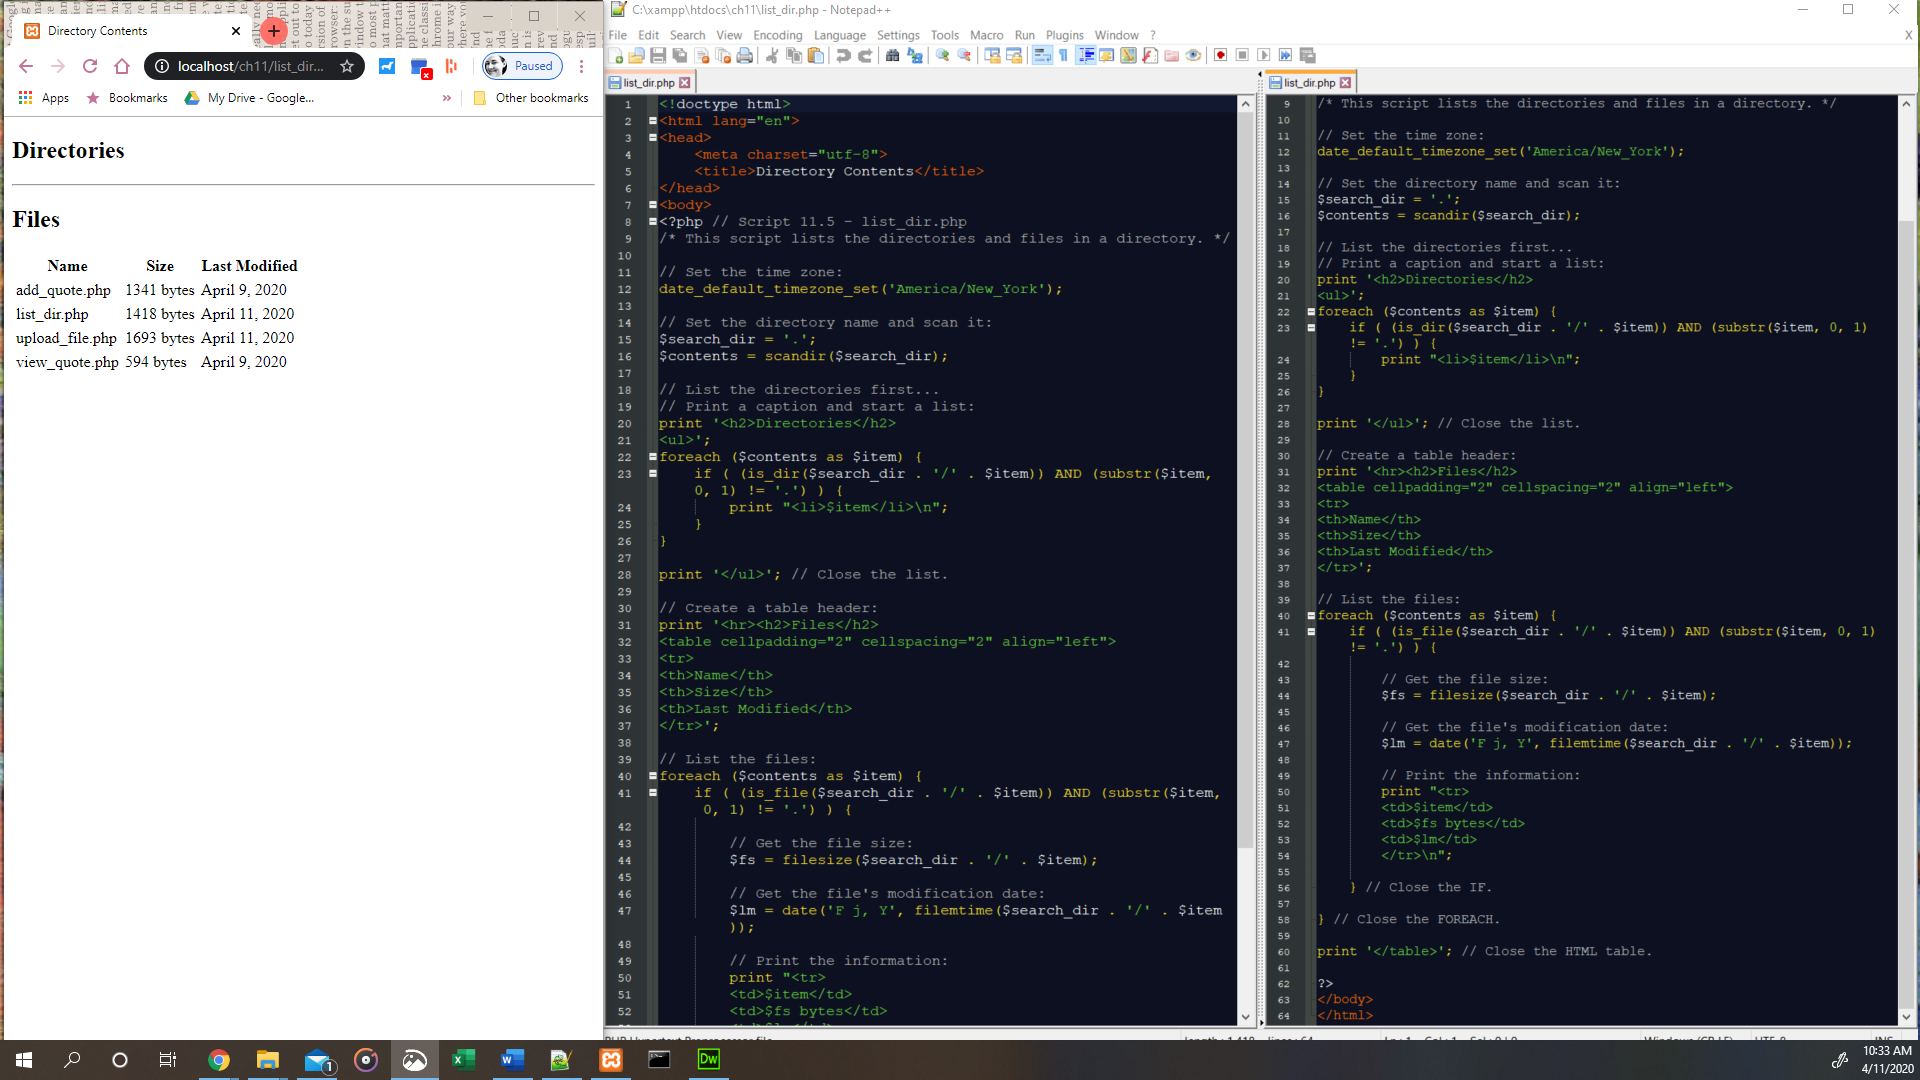 Directory Contents
localhost/ch11/list_dir...
Paused
Apps
Bookmarks
My Drive - Google...
»
Other bookmarks
Directories
Files
Name Size Last Modified
add_quote.php 1341 bytes April 9, 2020
list_dir.php 1418 bytes April 11, 2020
upload_file.php 1693 bytes April 11, 2020
view_quote.php 594 bytes April 9, 2020
C:\xampp\htdocs\ch11\list_dir.php - Notepad++
File Edit Search View Encoding Language Settings Tools Macro Run Plugins Window ?
X
list_dir.php
1 <!doctype html>
2 <html lang="en">
3 <head>
4 <meta charset="utf-8">
5 <title>Directory Contents</title>
6 </head>
7 <body>
8 <?php // Script 11.5 - list_dir.php
9 /* This script lists the directories and files in a directory. */
10
11 // Set the time zone:
12 date_default_timezone_set('America/New_York');
13
14 // Set the directory name and scan it:
15 $search_dir = '.';
16 $contents = scandir($search_dir);
17
18 // List the directories first...
19 // Print a caption and start a list:
20 print '<h2>Directories</h2>
21 <ul>';
22 foreach ($contents as $item) {
23 if ( (is_dir($search_dir . '/' . $item)) AND (substr($item,
0, 1) != '.') ) {
24 print "<li>$item</li>\n";
25 }
26 }
27
28 print '</ul>'; // Close the list.
29
30 // Create a table header:
31 print '<hr><h2>Files</h2>
32 <table cellpadding="2" cellspacing="2" align="left">
33 <tr>
34 <th>Name</th>
35 <th>Size</th>
36 <th>Last Modified</th>
37 </tr>';
38
39 // List the files:
40 foreach ($contents as $item) {
41 if ( (is_file($search_dir . '/' . $item)) AND (substr($item,
0, 1) != '.') ) {
42
43 // Get the file size:
44 $fs = filesize($search_dir . '/' . $item);
45
46 // Get the file's modification date:
47 $lm = date('F j, Y', filemtime($search_dir . '/' . $item
));
48
49 // Print the information:
50 print "<tr>
51 <td>$item</td>
52 <td>$fs bytes</td>
list_dir.php
9 /* This script lists the directories and files in a directory. */
10
11 // Set the time zone:
12 date_default_timezone_set('America/New_York');
13
14 // Set the directory name and scan it:
15 $search_dir = '.';
16 $contents = scandir($search_dir);
17
18 // List the directories first...
19 // Print a caption and start a list:
20 print '<h2>Directories</h2>
21 <ul>';
22 foreach ($contents as $item) {
23 if ( (is_dir($search_dir . '/' . $item)) AND (substr($item, 0, 1)
!= '.') ) {
24 print "<li>$item</li>\n";
25 }
26 }
27
28 print '</ul>'; // Close the list.
29
30 // Create a table header:
31 print '<hr><h2>Files</h2>
32 <table cellpadding="2" cellspacing="2" align="left">
33 <tr>
34 <th>Name</th>
35 <th>Size</th>
36 <th>Last Modified</th>
37 </tr>';
38
39 // List the files:
40 foreach ($contents as $item) {
41 if ( (is_file($search_dir . '/' . $item)) AND (substr($item, 0, 1)
!= '.') ) {
42
43 // Get the file size:
44 $fs = filesize($search_dir . '/' . $item);
45
46 // Get the file's modification date:
47 $lm = date('F j, Y', filemtime($search_dir . '/' . $item));
48
49 // Print the information:
50 print "<tr>
51 <td>$item</td>
52 <td>$fs bytes</td>
53 <td>$lm</td>
54 </tr>\n";
55
56 } // Close the IF.
57
58 } // Close the FOREACH.
59
60 print '</table>'; // Close the HTML table.
61
62 ?>
63 </body>
64 </html>
1
Dw
10:33 AM
4/11/2020